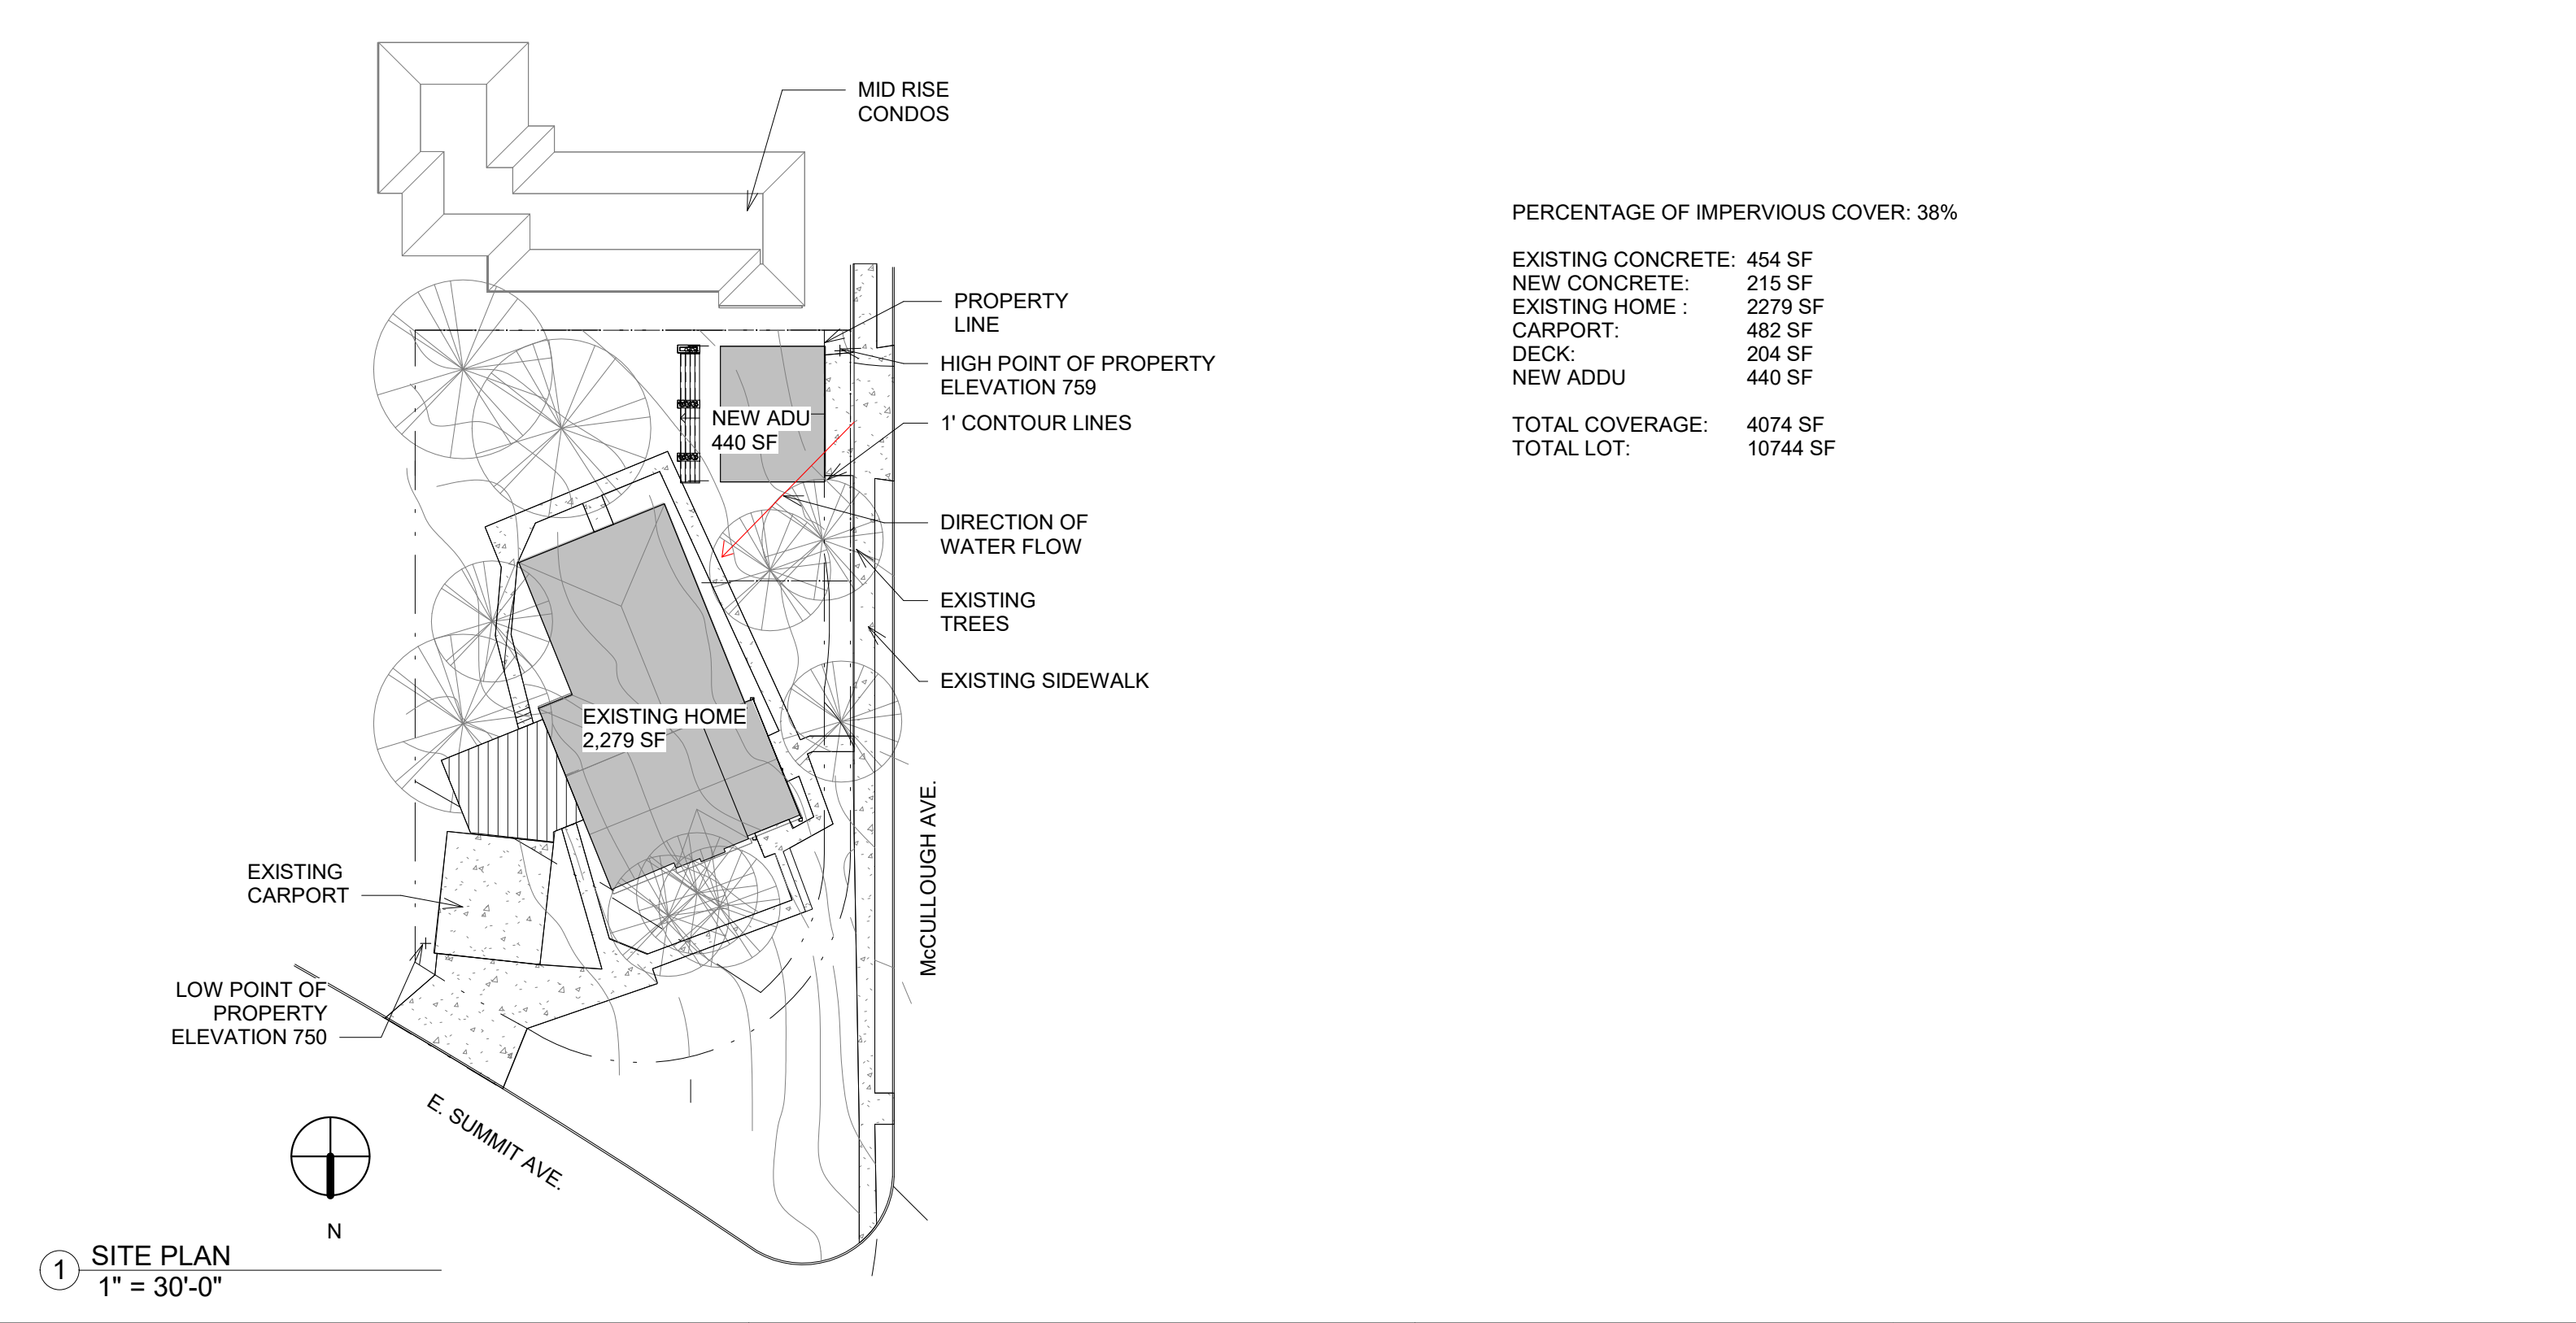 MID RISE
CONDOS
PERCENTAGE OF IMPERVIOUS COVER: 38%
EXISTING CONCRETE: 454 SF
NEW CONCRETE: 215 SF
EXISTING HOME : 2279 SF
CARPORT: 482 SF
DECK: 204 SF
NEW ADDU 440 SF
TOTAL COVERAGE: 4074 SF
TOTAL LOT: 10744 SF
PROPERTY
LINE
HIGH POINT OF PROPERTY
ELEVATION 759
1' CONTOUR LINES
NEW ADU
440 SF
DIRECTION OF
WATER FLOW
EXISTING
TREES
EXISTING SIDEWALK
EXISTING HOME
2,279 SF
McCULLOUGH AVE.
EXISTING
CARPORT
LOW POINT OF
PROPERTY
ELEVATION 750
E. SUMMIT AVE.
N
1 SITE PLAN
1" = 30'-0"